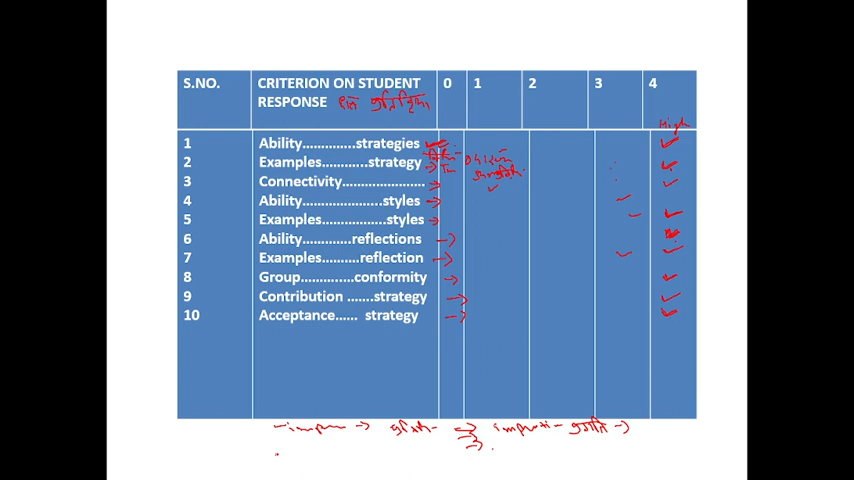 S.NO. CRITERION ON STUDENT RESPONSE 0 1 2 3 4
High
1 Ability..............strategies
2 Examples............strategy
3 Connectivity.....................
4 Ability.......................styles
5 Examples..................styles
6 Ability.............reflections
7 Examples..........reflection
8 Group...............conformity
9 Contribution .......strategy
10 Acceptance...... strategy